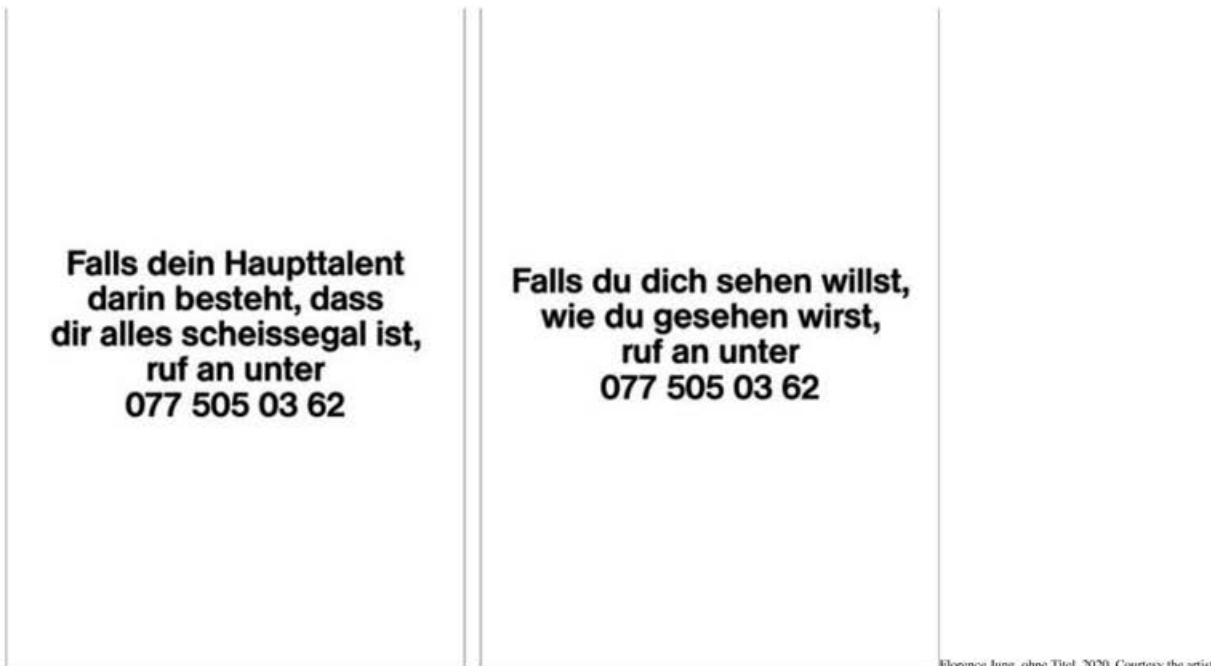 Falls dein Haupttalent
darin besteht, dass
dir alles scheissegal ist,
ruf an unter
077 505 03 62
Falls du dich sehen willst,
wie du gesehen wirst,
ruf an unter
077 505 03 62
Florence Jung, ohne Titel, 2020, Courtesy the artist